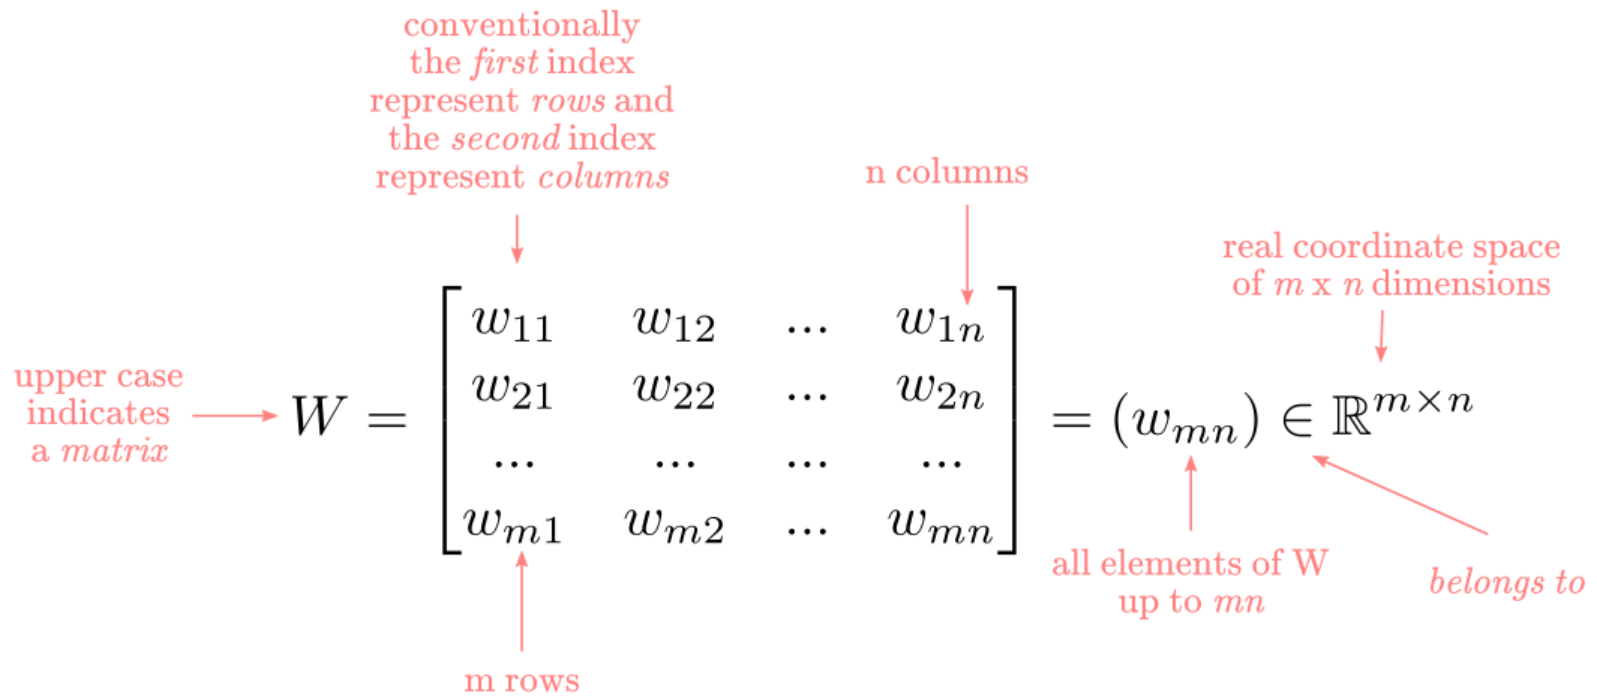 conventionally
the first index
represent rows and
the second index
represent columns
n columns
real coordinate space
of m x n dimensions
upper case
indicates
a matrix
W = [ w11 w12 ... w1n ] = (wmn) ∈ ℝ^m×n
w21 w22 ... w2n
... ... ... ...
wm1 wm2 ... wmn
all elements of W
up to mn
belongs to
m rows